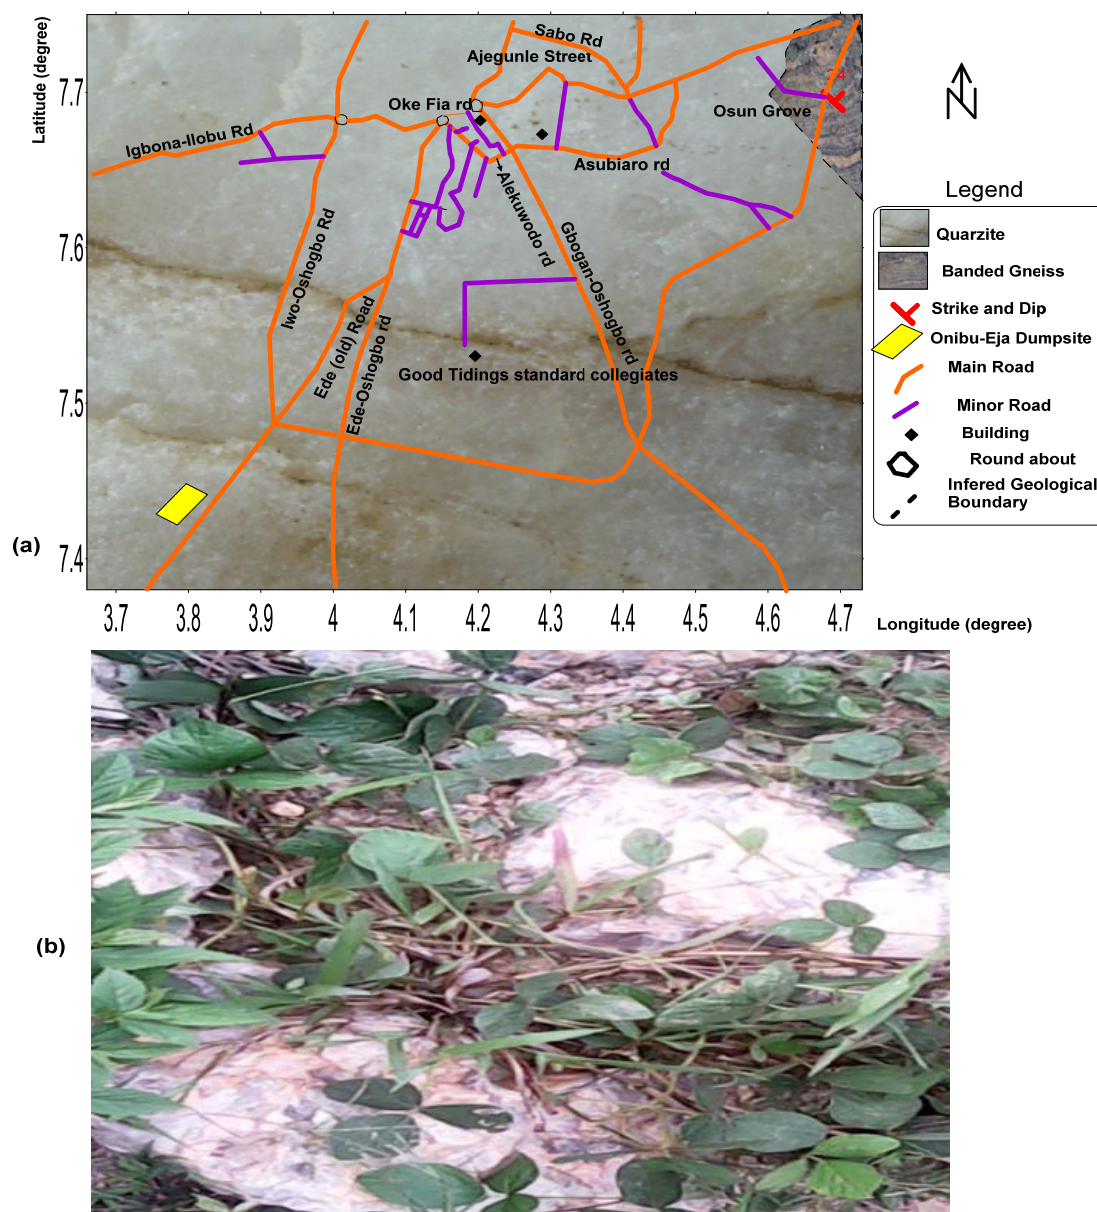 Latitude (degree)
7.7
7.6
7.5
7.4
Sabo Rd
Ajegunle Street
Oke Fia rd
Igbona-Ilobu Rd
24
Osun Grove
Asubiaro rd
Alekuwodo rd
Gbogan-Oshogbo rd
Iwo-Oshogbo Rd
Ede (old) Road
Ede-Oshogbo rd
Good Tidings standard collegiates
(a)
3.7 3.8 3.9 4 4.1 4.2 4.3 4.4 4.5 4.6 4.7
Longitude (degree)
N
Legend
Quarzite
Banded Gneiss
Strike and Dip
Onibu-Eja Dumpsite
Main Road
Minor Road
Building
Round about
Infered Geological
Boundary
(b)